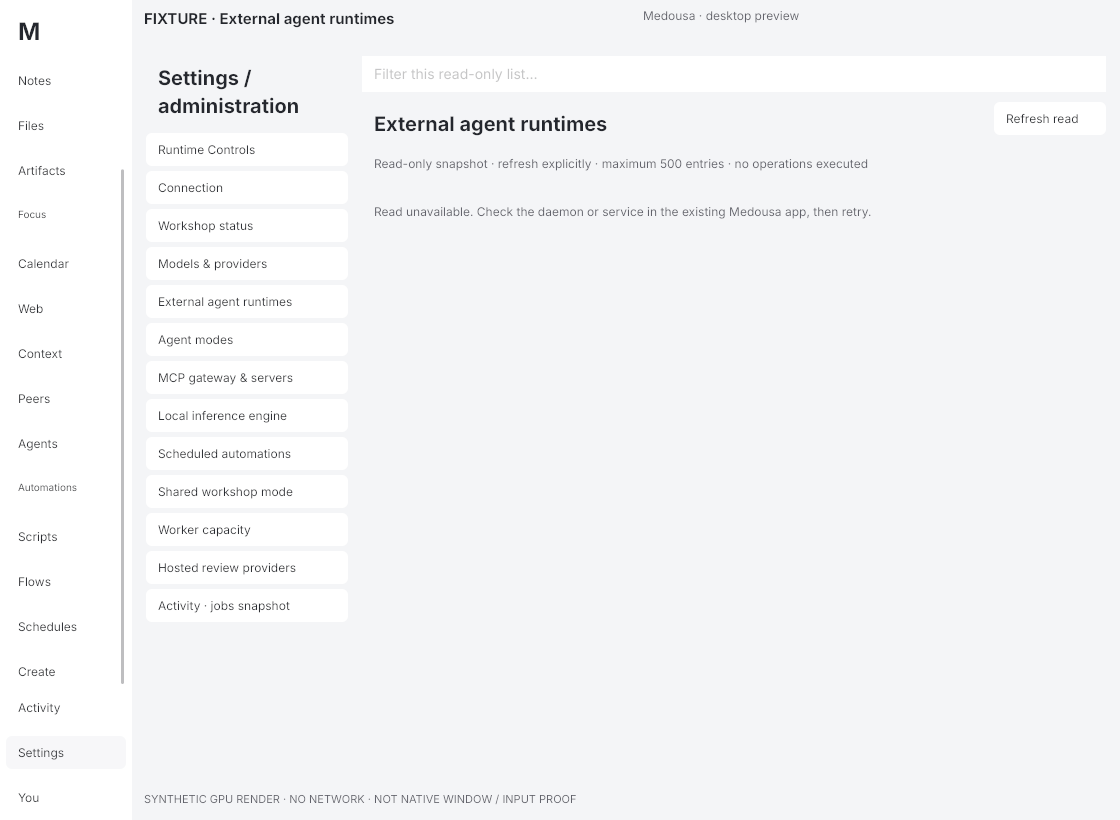 M
Notes
Files
Artifacts
Focus
Calendar
Web
Context
Peers
Agents
Automations
Scripts
Flows
Schedules
Create
Activity
Settings
You
FIXTURE · External agent runtimes
Medousa · desktop preview
Settings /
administration
Runtime Controls
Connection
Workshop status
Models & providers
External agent runtimes
Agent modes
MCP gateway & servers
Local inference engine
Scheduled automations
Shared workshop mode
Worker capacity
Hosted review providers
Activity · jobs snapshot
Filter this read-only list...
External agent runtimes
Refresh read
Read-only snapshot · refresh explicitly · maximum 500 entries · no operations executed
Read unavailable. Check the daemon or service in the existing Medousa app, then retry.
SYNTHETIC GPU RENDER · NO NETWORK · NOT NATIVE WINDOW / INPUT PROOF